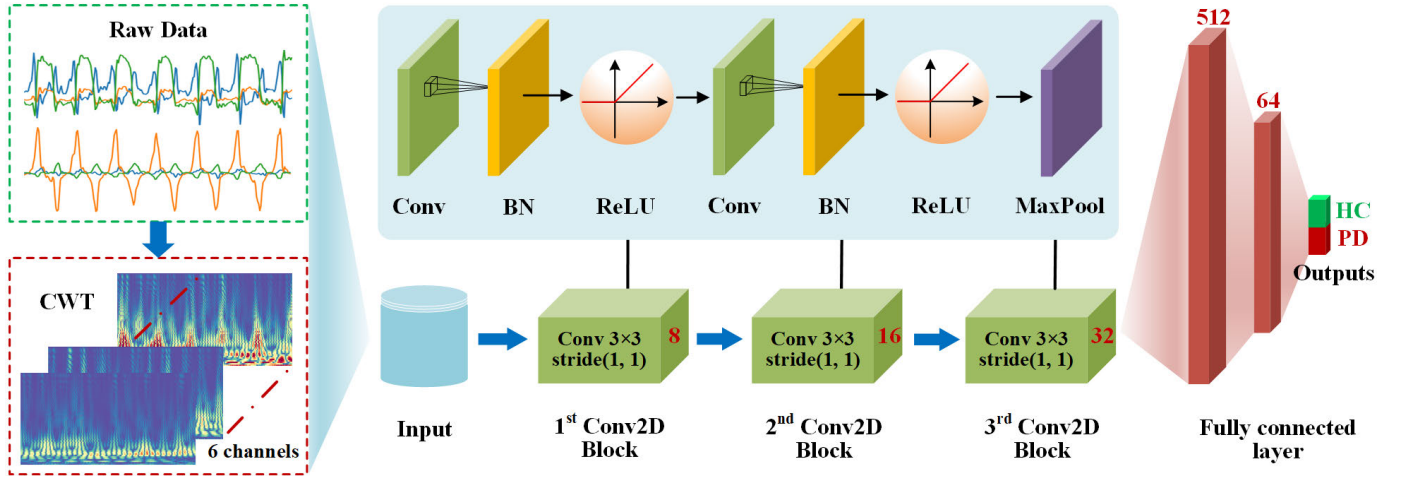 Raw Data
CWT
6 channels
Conv
BN
ReLU
Conv
BN
ReLU
MaxPool
Input
Conv 3×3
stride(1, 1)
8
1st Conv2D
Block
Conv 3×3
stride(1, 1)
16
2nd Conv2D
Block
Conv 3×3
stride(1, 1)
32
3rd Conv2D
Block
512
64
HC
PD
Outputs
Fully connected
layer